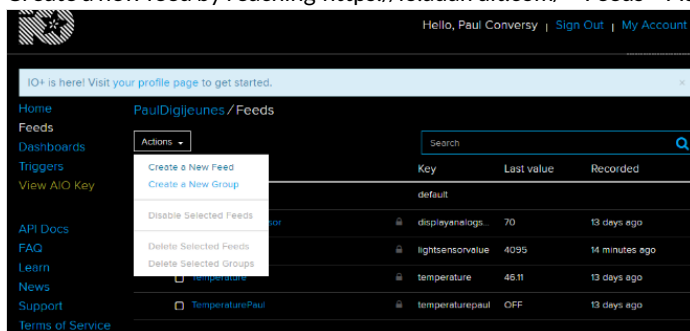 Hello, Paul Conversy | Sign Out | My Account
IO+ is here! Visit your profile page to get started. ×
Home
Feeds
Dashboards
Triggers
View AIO Key
API Docs
FAQ
Learn
News
Support
Terms of Service
PaulDigijeunes / Feeds
Actions
Search
Create a New Feed
Create a New Group
Disable Selected Feeds
Delete Selected Feeds
Delete Selected Groups
Key Last value Recorded
default
sor displayanalogs... 70 13 days ago
lightsensorvalue 4095 14 minutes ago
Temperature temperature 46.11 13 days ago
TemperaturePaul temperaturepaul OFF 13 days ago